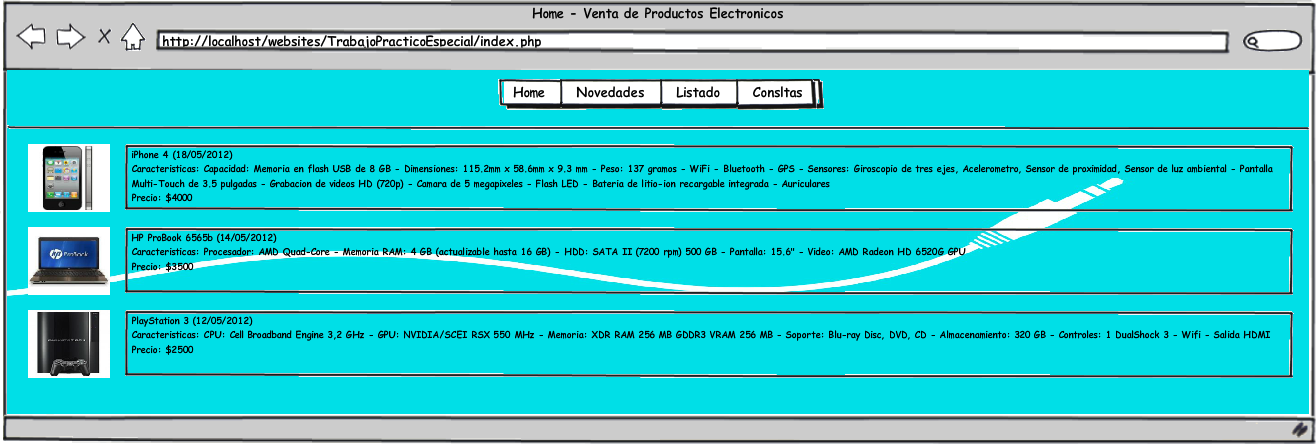 Home - Venta de Productos Electronicos
http://localhost/websites/TrabajoPracticoEspecial/index.php
Home Novedades Listado Consltas
iPhone 4 (18/05/2012)
Caracteristicas: Capacidad: Memoria en flash USB de 8 GB - Dimensiones: 115.2mm x 58.6mm x 9.3 mm - Peso: 137 gramos - WiFi - Bluetooth - GPS - Sensores: Giroscopio de tres ejes, Acelerometro, Sensor de proximidad, Sensor de luz ambiental - Pantalla
Multi-Touch de 3.5 pulgadas - Grabacion de videos HD (720p) - Camara de 5 megapixeles - Flash LED - Bateria de litio-ion recargable integrada - Auriculares
Precio: $4000
HP ProBook 6565b (14/05/2012)
Caracteristicas: Procesador: AMD Quad-Core - Memoria RAM: 4 GB (actualizable hasta 16 GB) - HDD: SATA II (7200 rpm) 500 GB - Pantalla: 15.6" - Video: AMD Radeon HD 6520G GPU
Precio: $3500
hp ProBook
PlayStation 3 (12/05/2012)
Caracteristicas: CPU: Cell Broadband Engine 3,2 GHz - GPU: NVIDIA/SCEI RSX 550 MHz - Memoria: XDR RAM 256 MB GDDR3 VRAM 256 MB - Soporte: Blu-ray Disc, DVD, CD - Almacenamiento: 320 GB - Controles: 1 DualShock 3 - Wifi - Salida HDMI
Precio: $2500